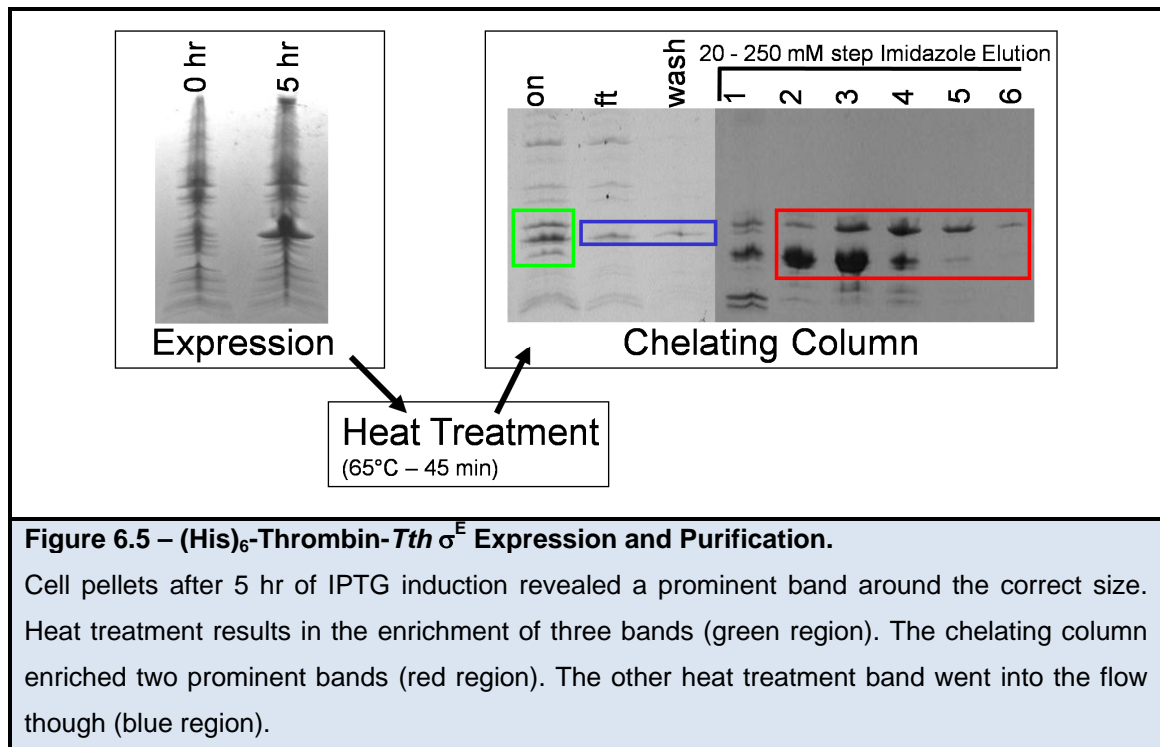 0 hr
5 hr
Expression
Heat Treatment
(65°C – 45 min)
on
ft
wash
20 - 250 mM step Imidazole Elution
1 2 3 4 5 6
Chelating Column
Figure 6.5 – (His)₆-Thrombin-Tth σᴱ Expression and Purification.
Cell pellets after 5 hr of IPTG induction revealed a prominent band around the correct size.
Heat treatment results in the enrichment of three bands (green region). The chelating column
enriched two prominent bands (red region). The other heat treatment band went into the flow
though (blue region).